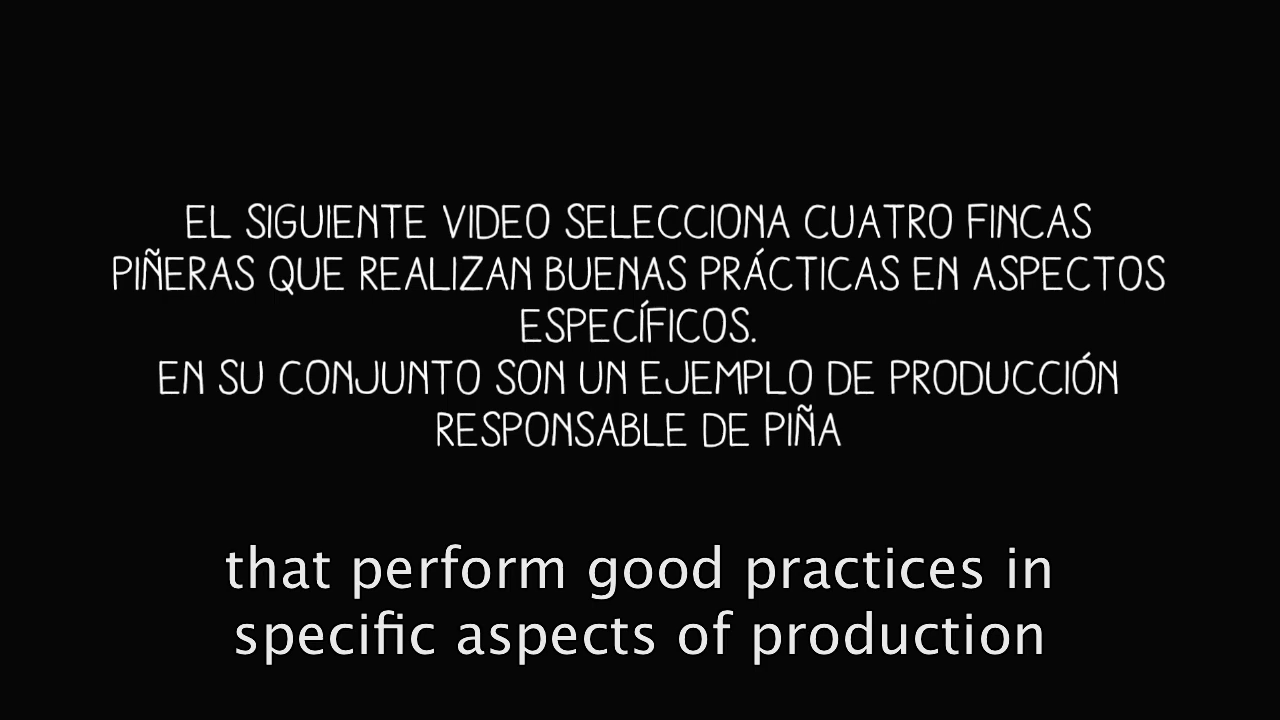 EL SIGUIENTE VIDEO SELECCIONA CUATRO FINCAS
PIÑERAS QUE REALIZAN BUENAS PRÁCTICAS EN ASPECTOS
ESPECÍFICOS.
EN SU CONJUNTO SON UN EJEMPLO DE PRODUCCIÓN
RESPONSABLE DE PIÑA
that perform good practices in
specific aspects of production